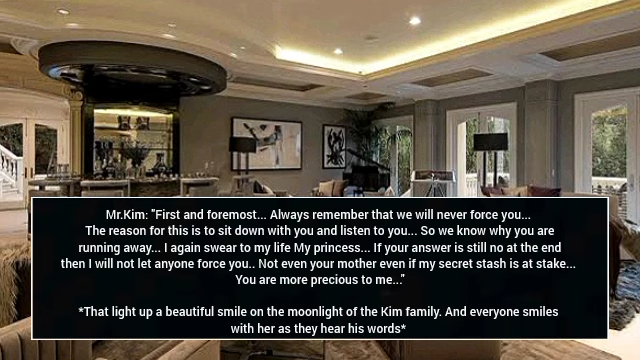 Mr.Kim: "First and foremost... Always remember that we will never force you...
The reason for this is to sit down with you and listen to you... So we know why you are
running away... I again swear to my life My princess... If your answer is still no at the end
then I will not let anyone force you.. Not even your mother even if my secret stash is at stake...
You are more precious to me..."
*That light up a beautiful smile on the moonlight of the Kim family. And everyone smiles
with her as they hear his words*